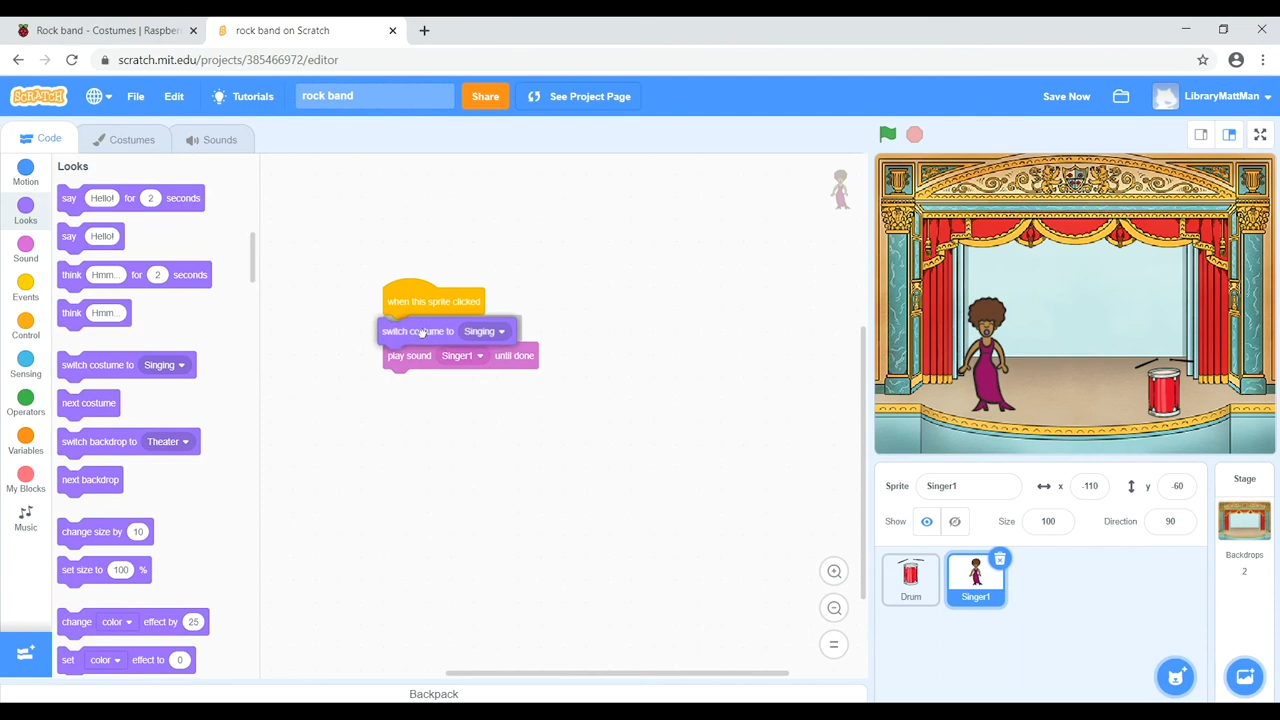 Rock band - Costumes | Raspber
rock band on Scratch
scratch.mit.edu/projects/385466972/editor
SCRATCH
File
Edit
Tutorials
rock band
Share
See Project Page
Save Now
LibraryMattMan
Code
Costumes
Sounds
Motion
Looks
Sound
Events
Control
Sensing
Operators
Variables
My Blocks
Music
Looks
say Hello! for 2 seconds
say Hello!
think Hmm... for 2 seconds
think Hmm...
switch costume to Singing
next costume
switch backdrop to Theater
next backdrop
change size by 10
set size to 100 %
change color effect by 25
set color effect to 0
when this sprite clicked
switch costume to Singing
play sound Singer1 until done
Backpack
Sprite Singer1 x -110 y -60
Show Size 100 Direction 90
Drum
Singer1
Stage
Backdrops
2